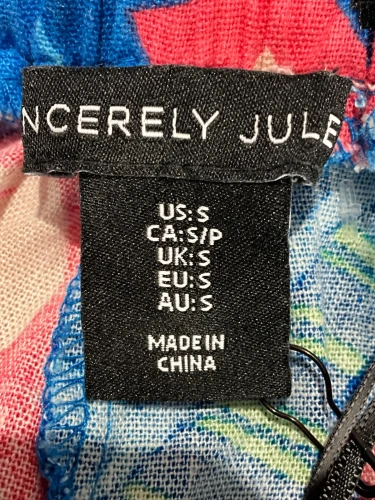 NCERELY JULE
US: S
CA: S/P
UK: S
EU: S
AU: S
MADE IN
CHINA